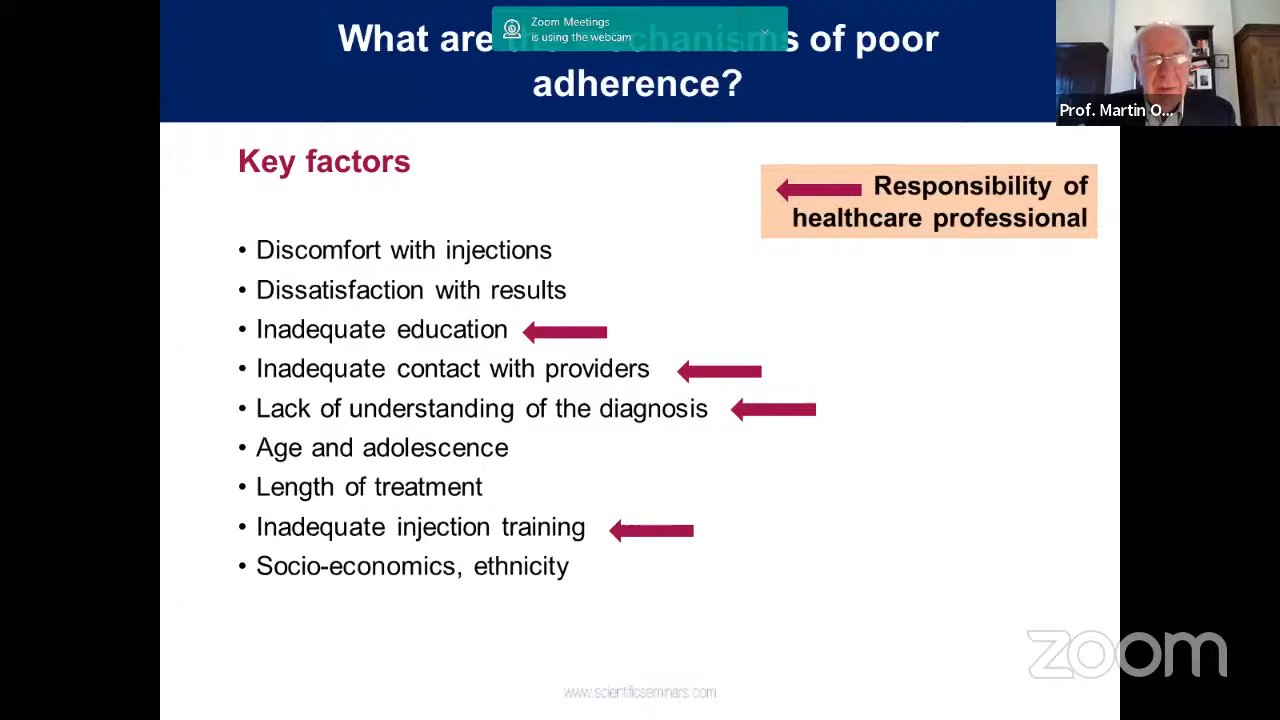 What are the mechanisms of poor
adherence?
Zoom Meetings
is using the webcam
Prof. Martin O...
Key factors
Responsibility of
healthcare professional
• Discomfort with injections
• Dissatisfaction with results
• Inadequate education
• Inadequate contact with providers
• Lack of understanding of the diagnosis
• Age and adolescence
• Length of treatment
• Inadequate injection training
• Socio-economics, ethnicity
zoom
www.scientificseminars.com